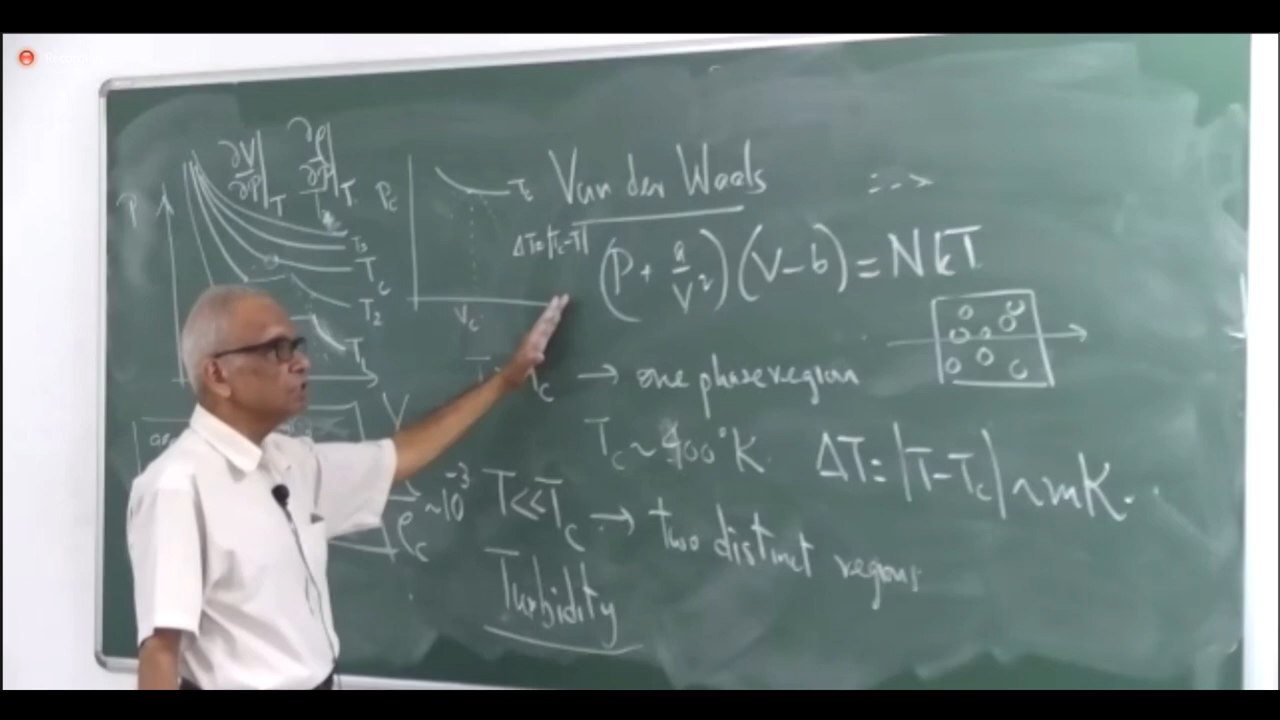 ∂V/∂P|T ∂ρ/∂P|T
P
T3
Tc
T2
T1
V
Pc
Tc
Vc
ΔT=|Tc-T|
Van der Waals
(P + a/V²)(V-b) = NkT
→ one phase region
Tc ~ 400°K ΔT = |T-Tc| ~ mK.
ρc ~10⁻³
T<<Tc → two distinct regions
Turbidity